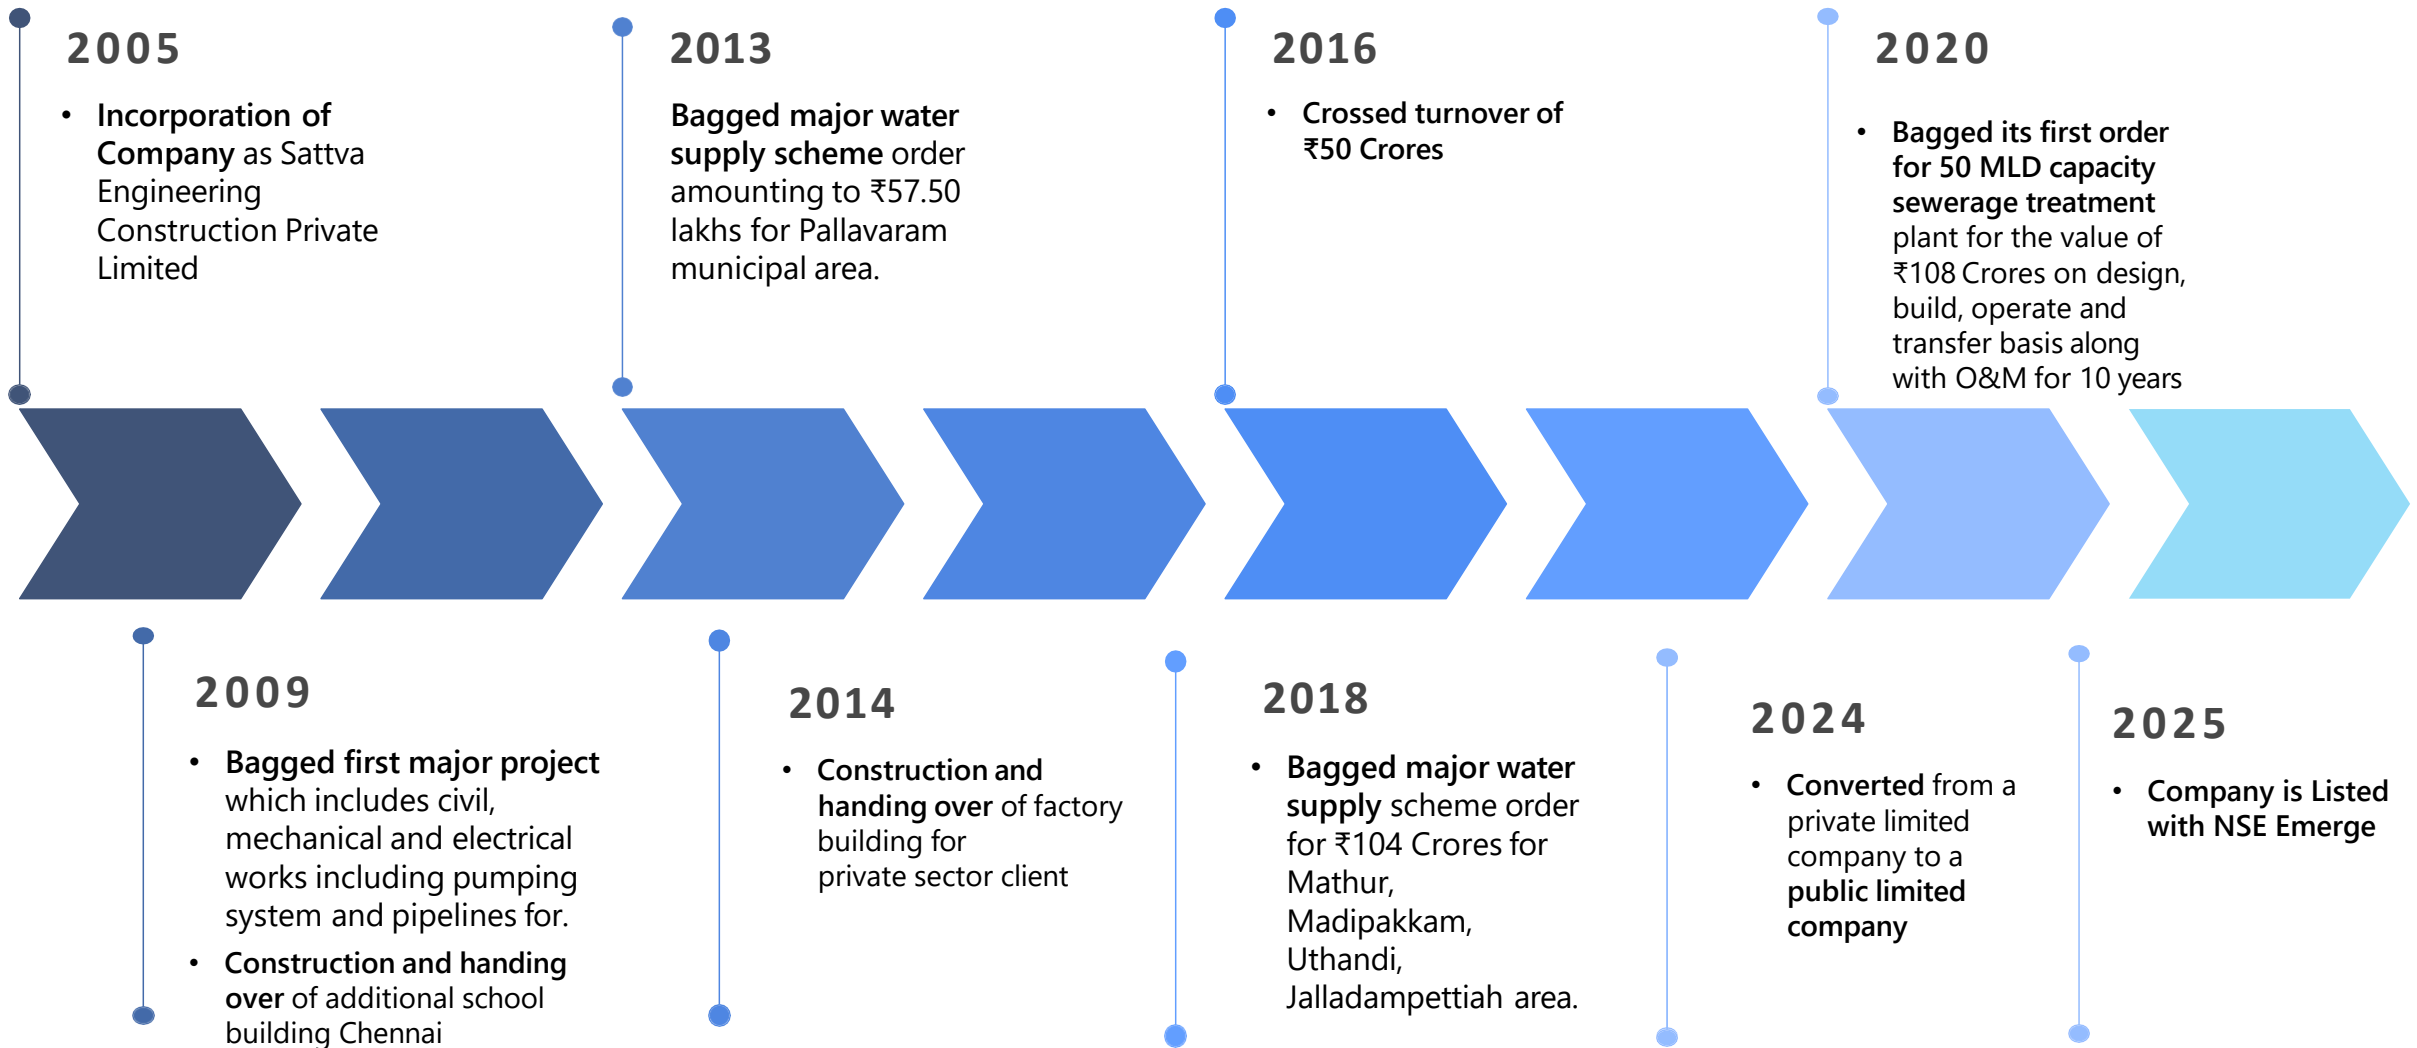 2005
• Incorporation of
Company as Sattva
Engineering
Construction Private
Limited
2013
Bagged major water
supply scheme order
amounting to ₹57.50
lakhs for Pallavaram
municipal area.
2016
• Crossed turnover of
₹50 Crores
2020
• Bagged its first order
for 50 MLD capacity
sewerage treatment
plant for the value of
₹108 Crores on design,
build, operate and
transfer basis along
with O&M for 10 years
2009
• Bagged first major project
which includes civil,
mechanical and electrical
works including pumping
system and pipelines for.
• Construction and handing
over of additional school
building Chennai
2014
• Construction and
handing over of factory
building for
private sector client
2018
• Bagged major water
supply scheme order
for ₹104 Crores for
Mathur,
Madipakkam,
Uthandi,
Jalladampettiah area.
2024
• Converted from a
private limited
company to a
public limited
company
2025
• Company is Listed
with NSE Emerge